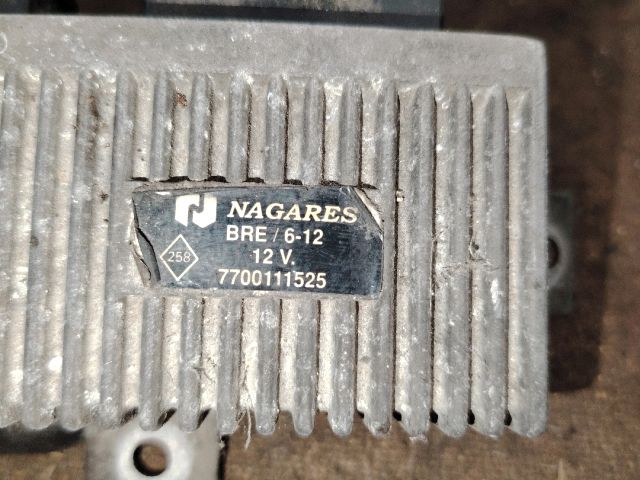 NAGARES
BRE / 6-12
258
12 V.
7700111525